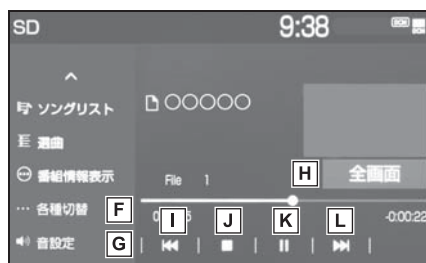 SD 9:38
ソングリスト
○○○○○
選曲
番組情報表示
File 1
H 全画面
各種切替 F
I J K L
-0:00:22
音設定 G